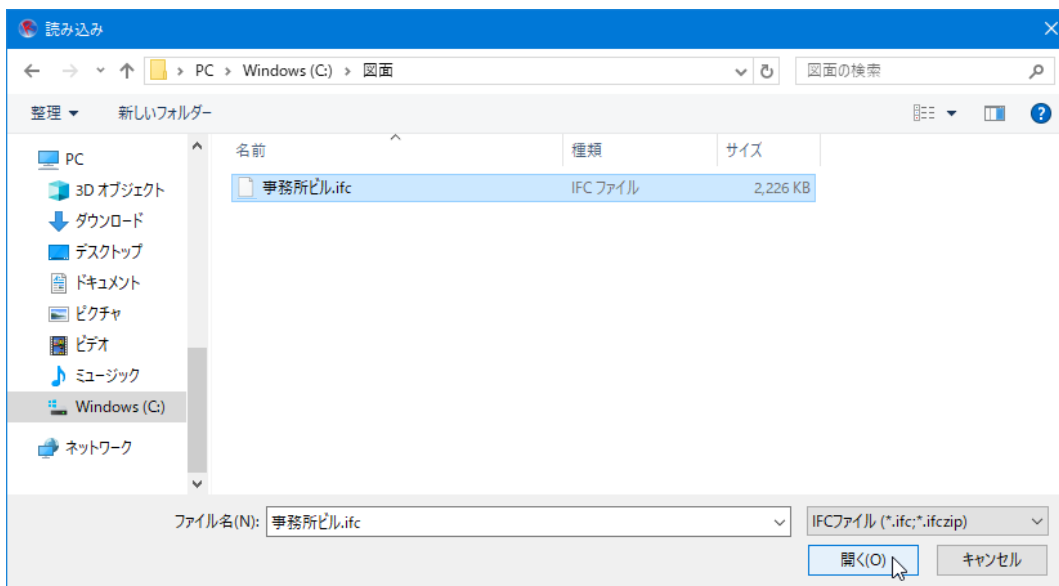 読み込み
PC > Windows (C:) > 図面
図面の検索
整理 新しいフォルダー
名前 種類 サイズ
事務所ビル.ifc IFC ファイル 2,226 KB
PC
3D オブジェクト
ダウンロード
デスクトップ
ドキュメント
ピクチャ
ビデオ
ミュージック
Windows (C:)
ネットワーク
ファイル名(N): 事務所ビル.ifc IFCファイル (*.ifc;*.ifczip)
開く(O) キャンセル